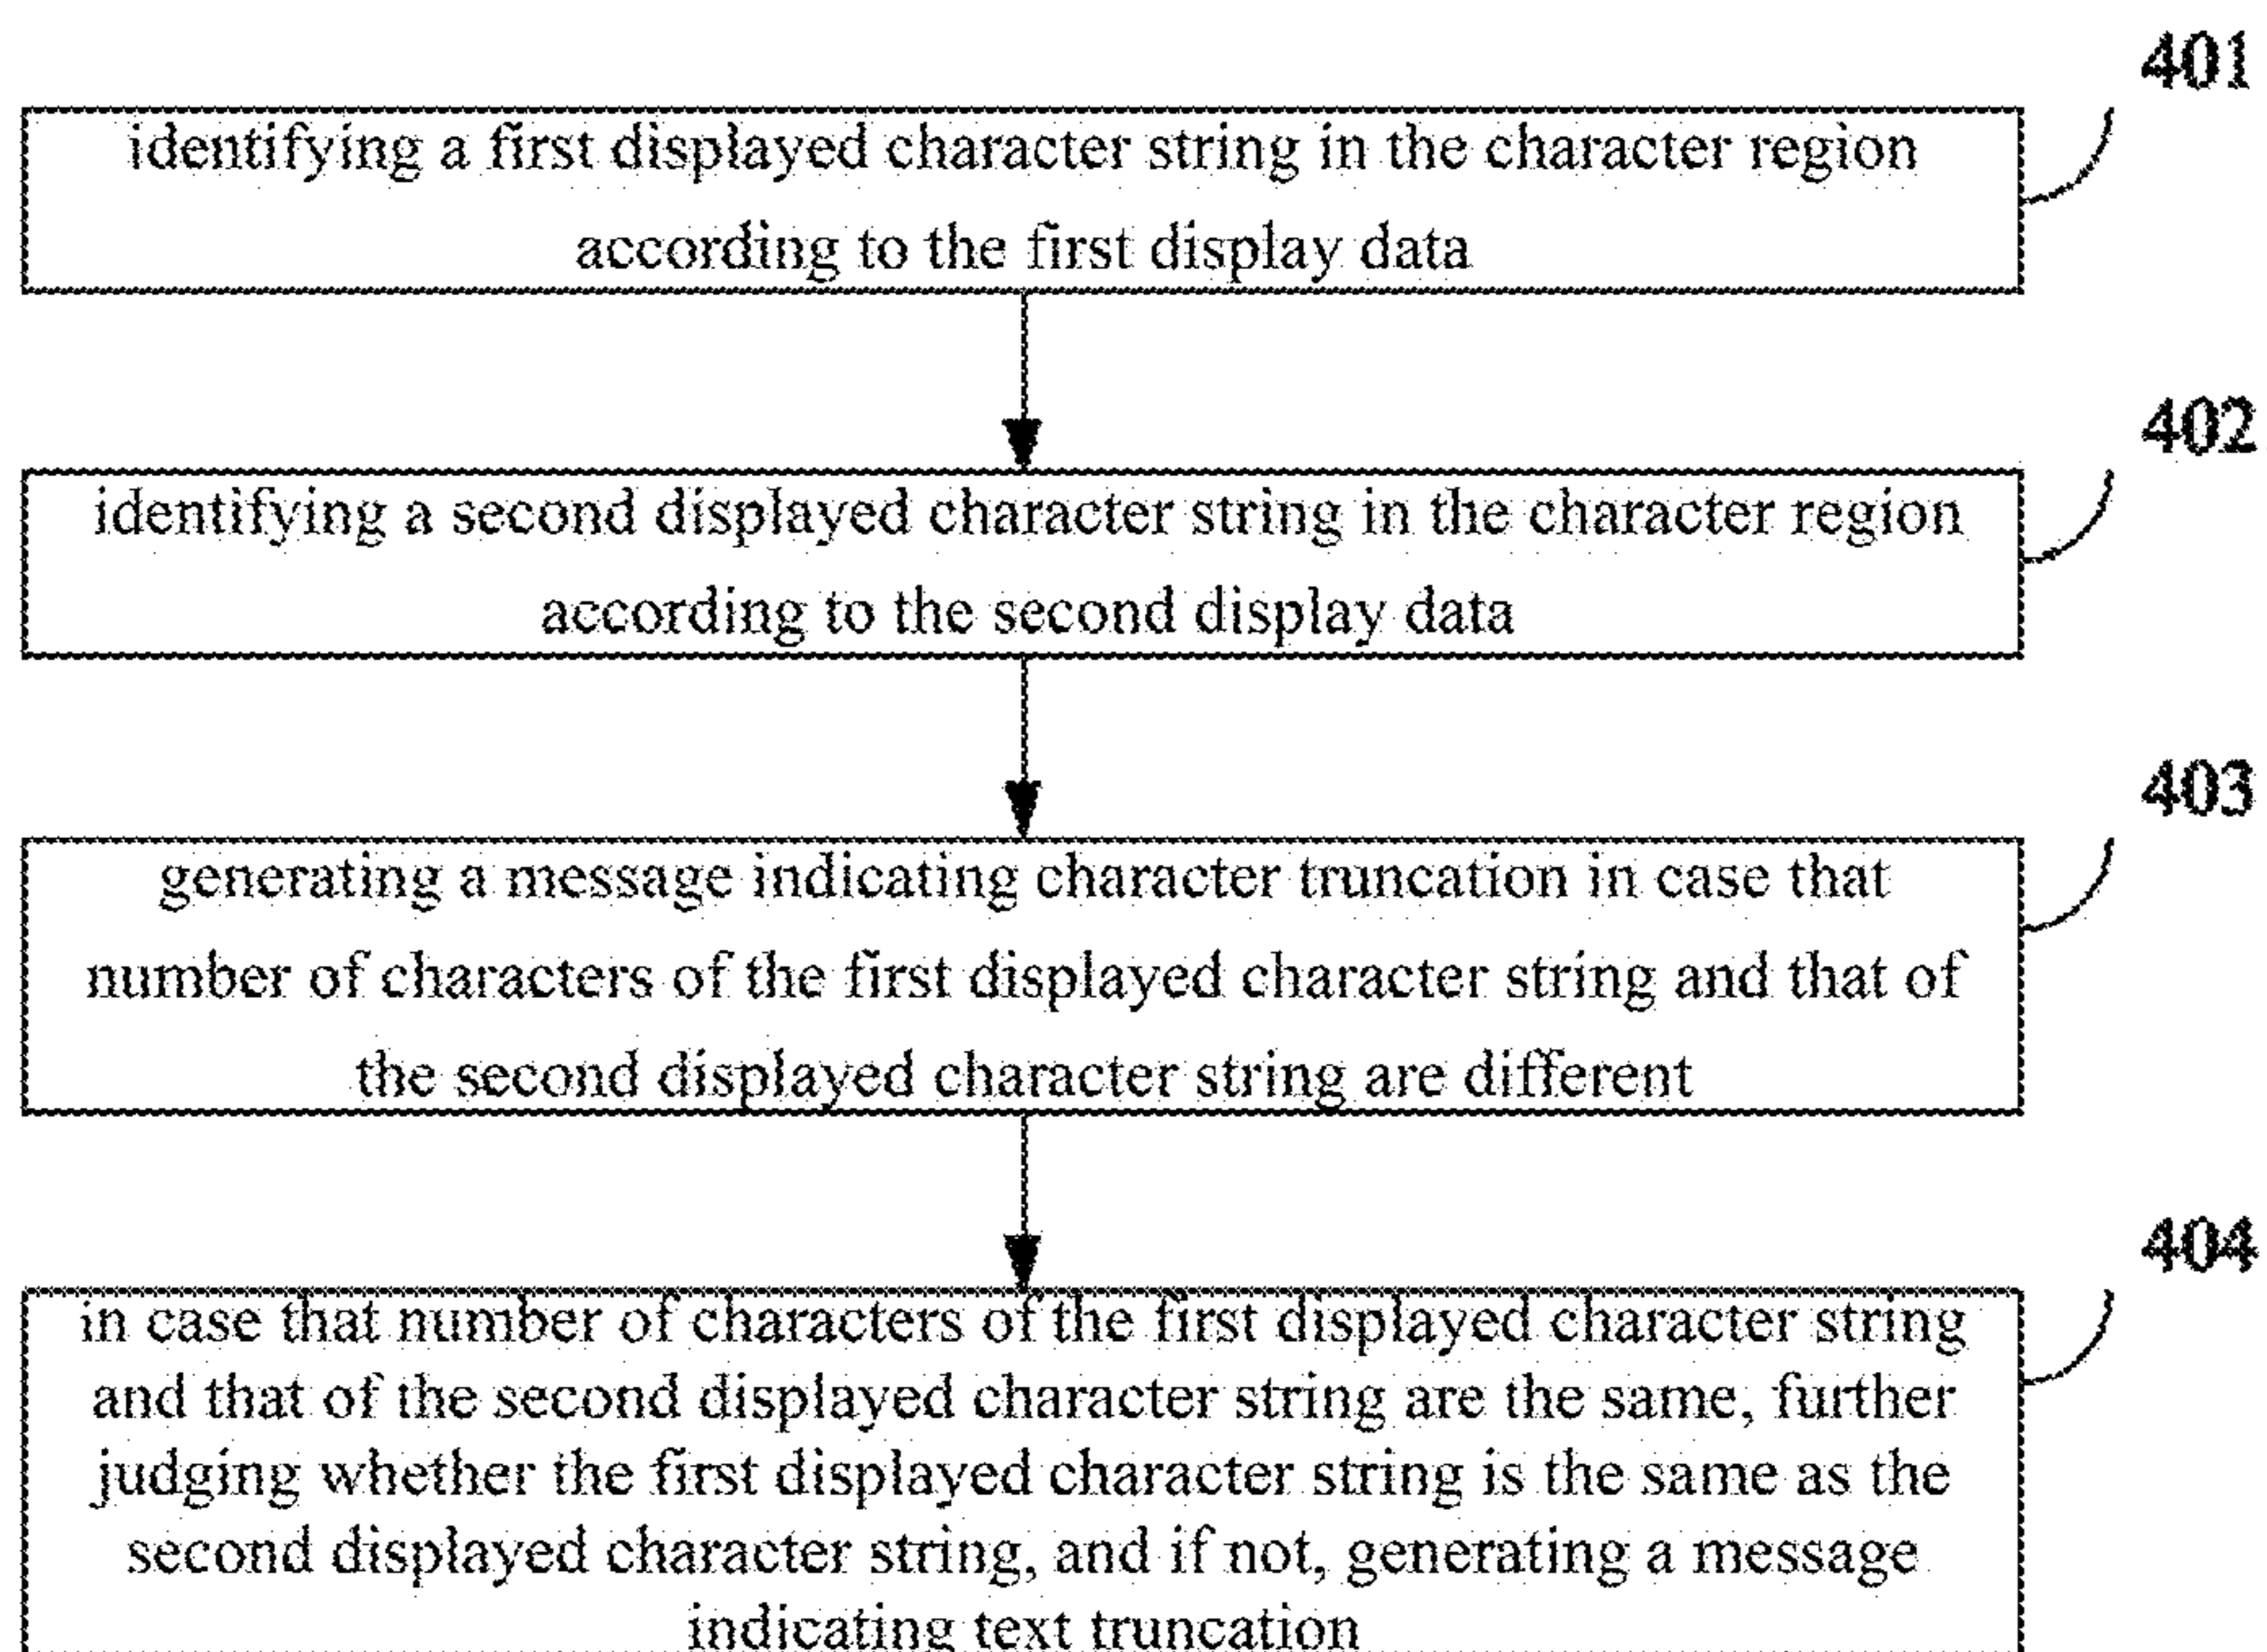 401
identifying a first displayed character string in the character region
according to the first display data
402
identifying a second displayed character string in the character region
according to the second display data
403
generating a message indicating character truncation in case that
number of characters of the first displayed character string and that of
the second displayed character string are different
404
in case that number of characters of the first displayed character string
and that of the second displayed character string are the same, further
judging whether the first displayed character string is the same as the
second displayed character string, and if not, generating a message
indicating text truncation